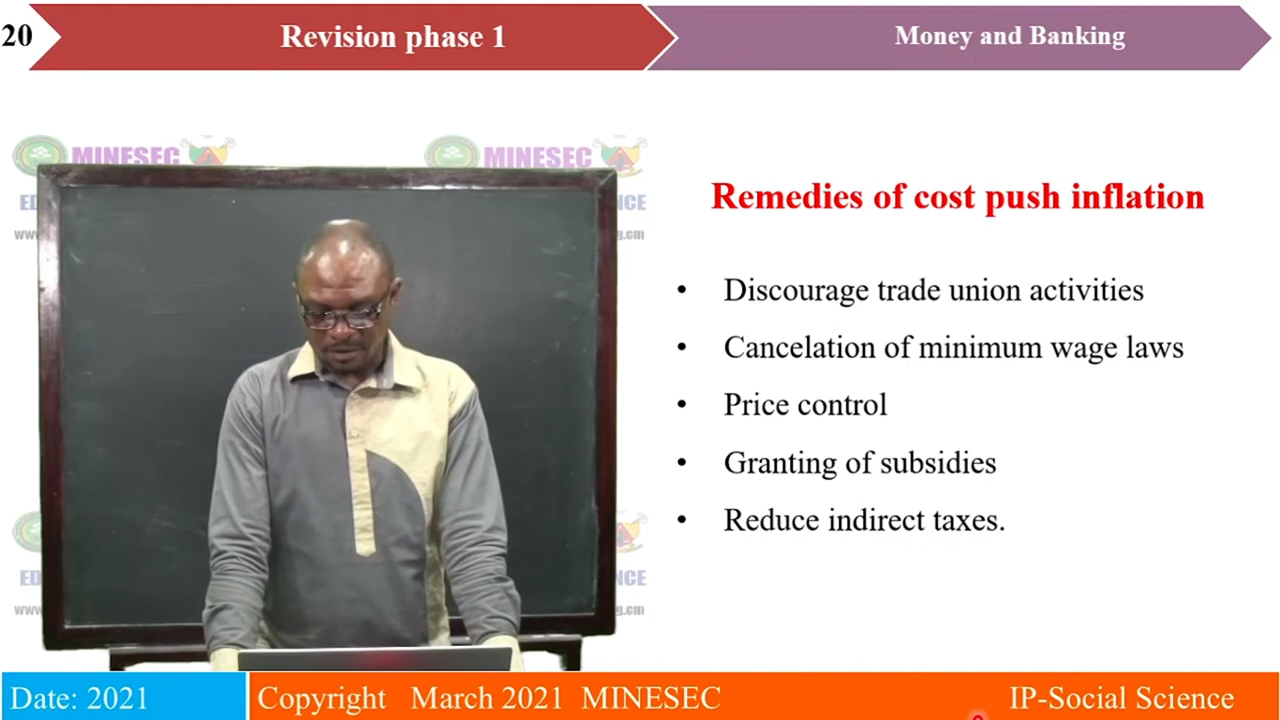 20
Revision phase 1
Money and Banking
MINESEC
MINESEC
Remedies of cost push inflation
• Discourage trade union activities
• Cancelation of minimum wage laws
• Price control
• Granting of subsidies
• Reduce indirect taxes.
Date: 2021
Copyright March 2021 MINESEC
IP-Social Science